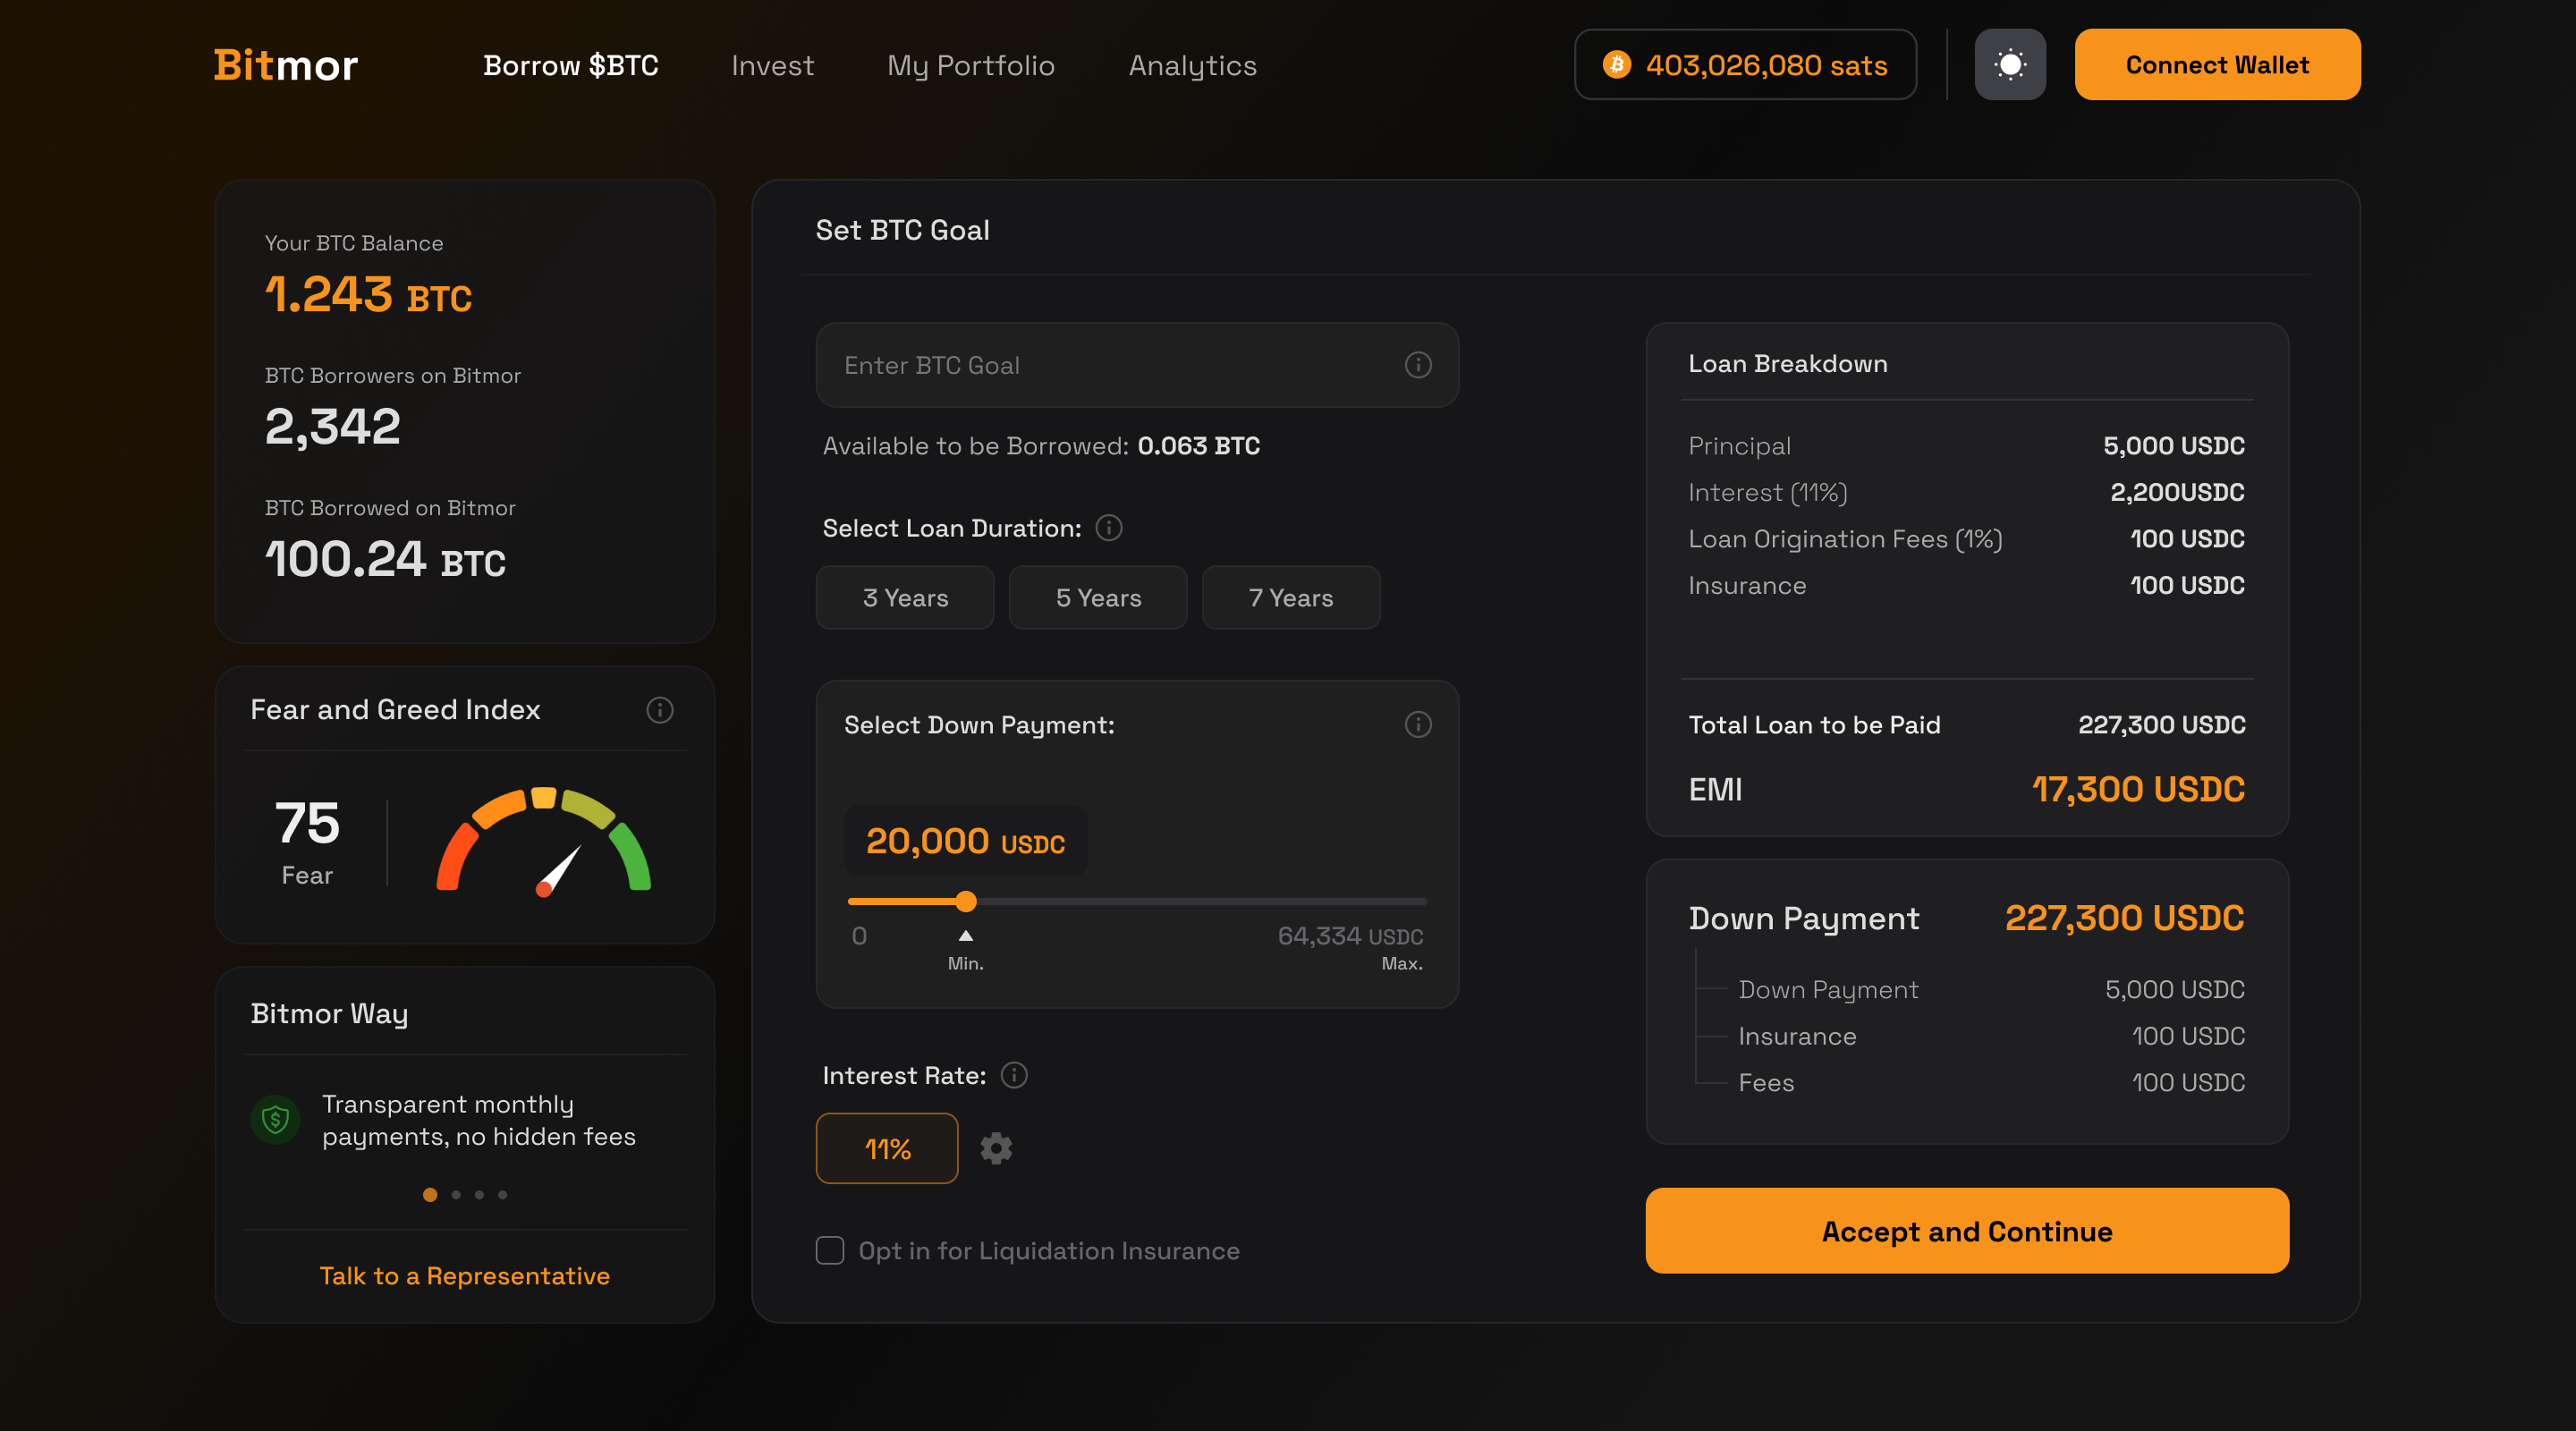 Bitmor
Borrow $BTC
Invest
My Portfolio
Analytics
403,026,080 sats
Connect Wallet
Your BTC Balance
1.243 BTC
BTC Borrowers on Bitmor
2,342
BTC Borrowed on Bitmor
100.24 BTC
Fear and Greed Index
75
Fear
Bitmor Way
Transparent monthly
payments, no hidden fees
Talk to a Representative
Set BTC Goal
Enter BTC Goal
Available to be Borrowed: 0.063 BTC
Select Loan Duration:
3 Years
5 Years
7 Years
Select Down Payment:
20,000 USDC
0
64,334 USDC
Min.
Max.
Interest Rate:
11%
Opt in for Liquidation Insurance
Loan Breakdown
Principal 5,000 USDC
Interest (11%) 2,200USDC
Loan Origination Fees (1%) 100 USDC
Insurance 100 USDC
Total Loan to be Paid 227,300 USDC
EMI 17,300 USDC
Down Payment 227,300 USDC
Down Payment 5,000 USDC
Insurance 100 USDC
Fees 100 USDC
Accept and Continue